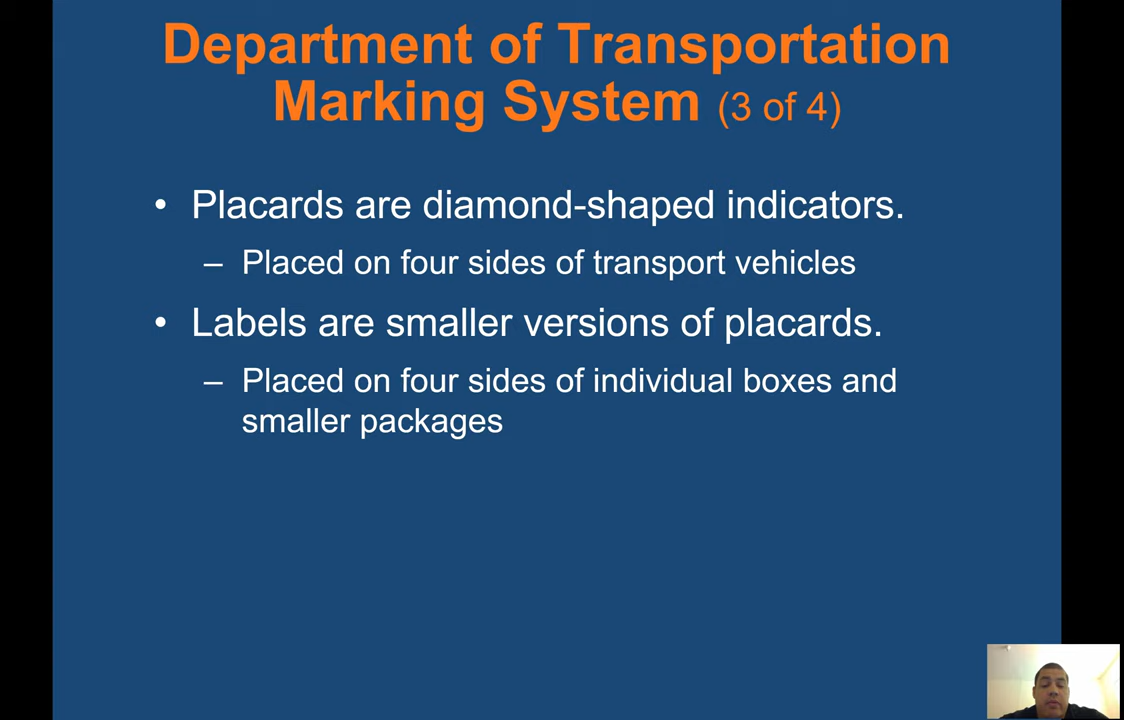 Department of Transportation
Marking System (3 of 4)
• Placards are diamond-shaped indicators.
– Placed on four sides of transport vehicles
• Labels are smaller versions of placards.
– Placed on four sides of individual boxes and
smaller packages